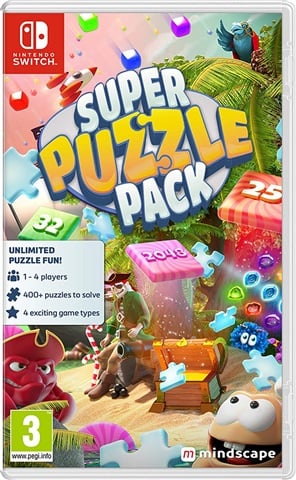 NINTENDO
SWITCH™
SUPER
PUZZLE
PACK
25
32
UNLIMITED
PUZZLE FUN!
1 - 4 players
2048
400+ puzzles to solve
4 exciting game types
3
www.pegi.info
m mindscape